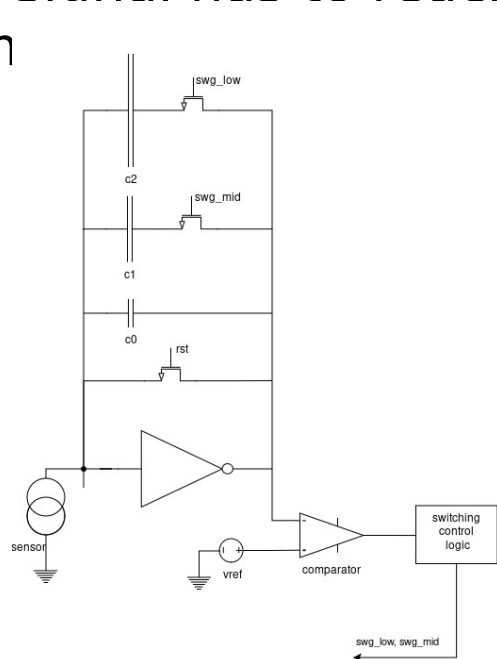 swg_low
c2
swg_mid
c1
c0
rst
sensor
vref
comparator
switching
control
logic
swg_low, swg_mid